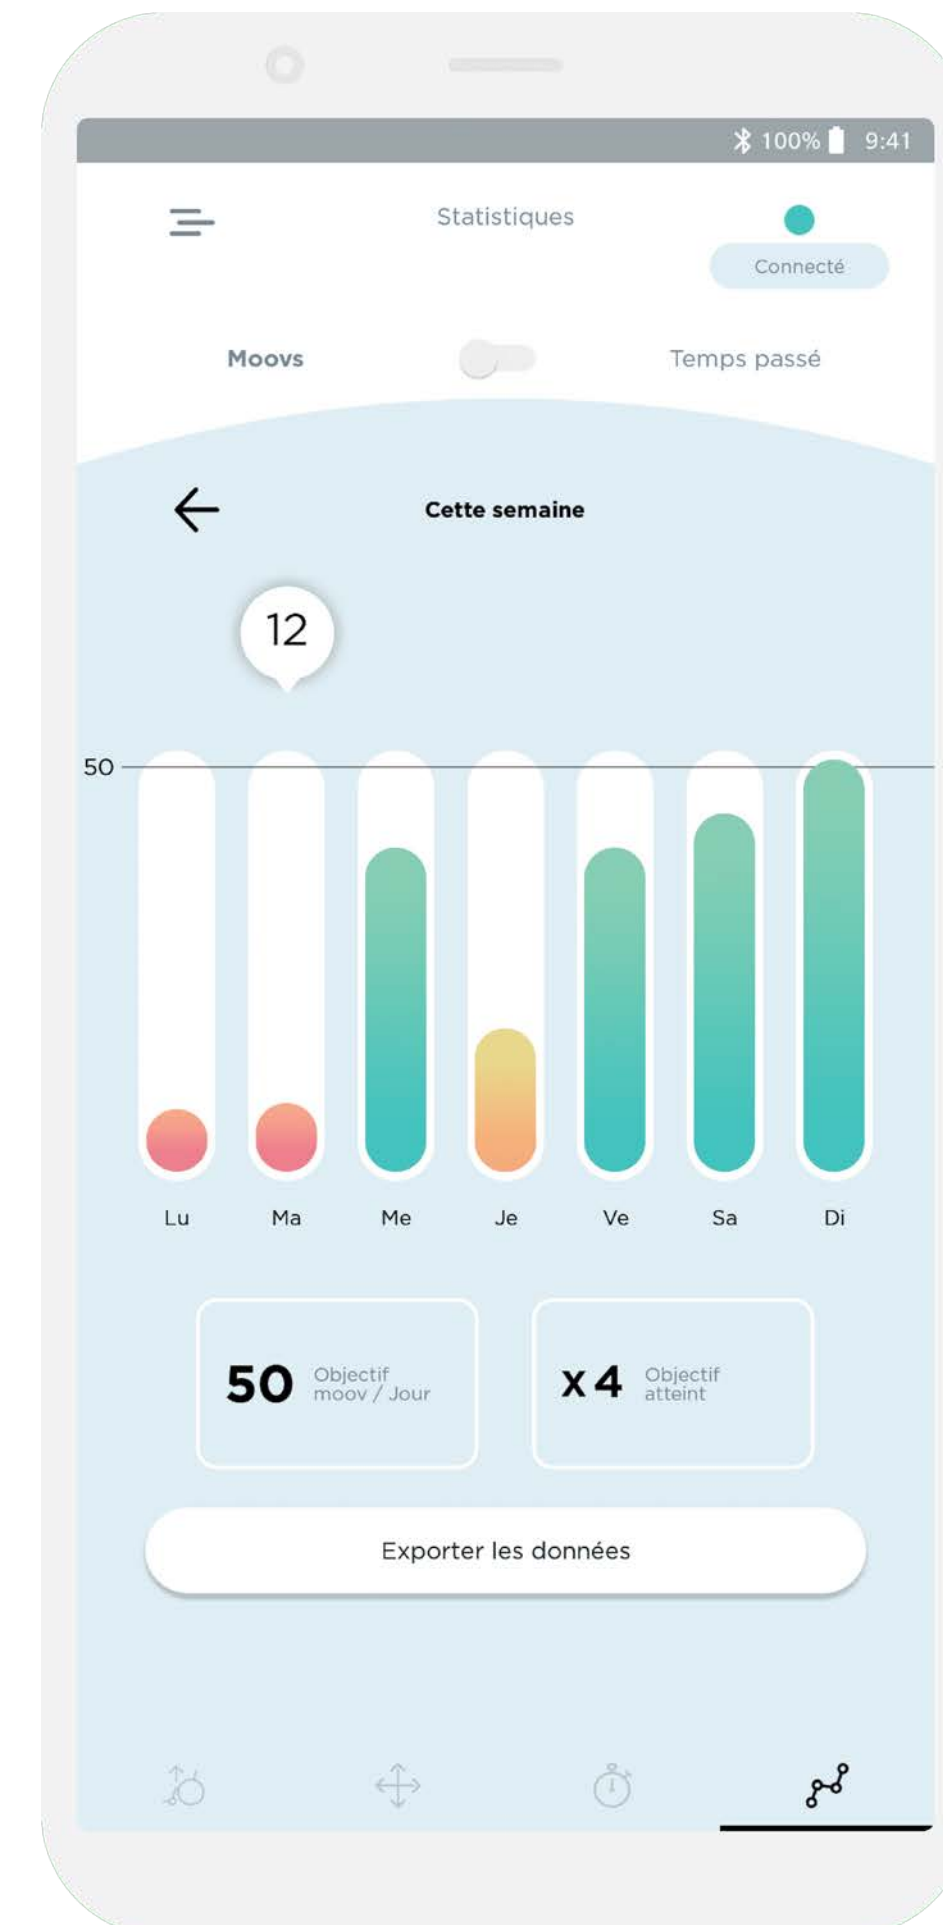 100% 9:41
Statistiques
Connecté
Moovs
Temps passé
Cette semaine
12
50
Lu Ma Me Je Ve Sa Di
50 Objectif
moov / Jour
x4 Objectif
atteint
Exporter les données